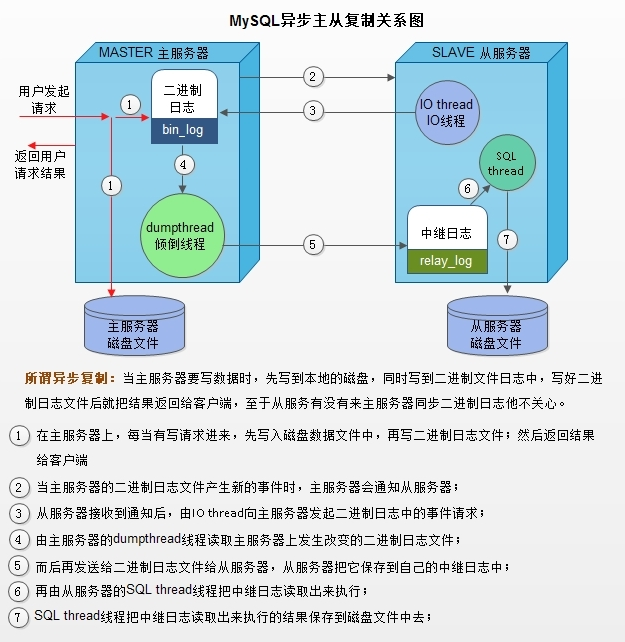 MySQL异步主从复制关系图
MASTER 主服务器
SLAVE 从服务器
用户发起
请求
返回用户
请求结果
1
1
二进制
日志
bin_log
4
dumpthread
倾倒线程
2
3
5
IO thread
IO线程
SQL
thread
6
7
中继日志
relay_log
主服务器
磁盘文件
从服务器
磁盘文件
所谓异步复制：当主服务器要写数据时，先写到本地的磁盘，同时写到二进制文件日志中，写好二进
制日志文件后就把结果返回给客户端，至于从服务有没有来主服务器同步二进制日志他不关心。
1 在主服务器上，每当有写请求进来，先写入磁盘数据文件中，再写二进制日志文件；然后返回结果
给客户端
2 当主服务器的二进制日志文件产生新的事件时，主服务器会通知从服务器；
3 从服务器接收到通知后，由IO thread向主服务器发起二进制日志中的事件请求；
4 由主服务器的dumpthread线程读取主服务器上发生改变的二进制日志文件；
5 而后再发送给二进制日志文件给从服务器，从服务器把它保存到自己的中继日志中；
6 再由从服务器的SQL thread线程把中继日志读取出来执行；
7 SQL thread线程把中继日志读取出来执行的结果保存到磁盘文件中去；